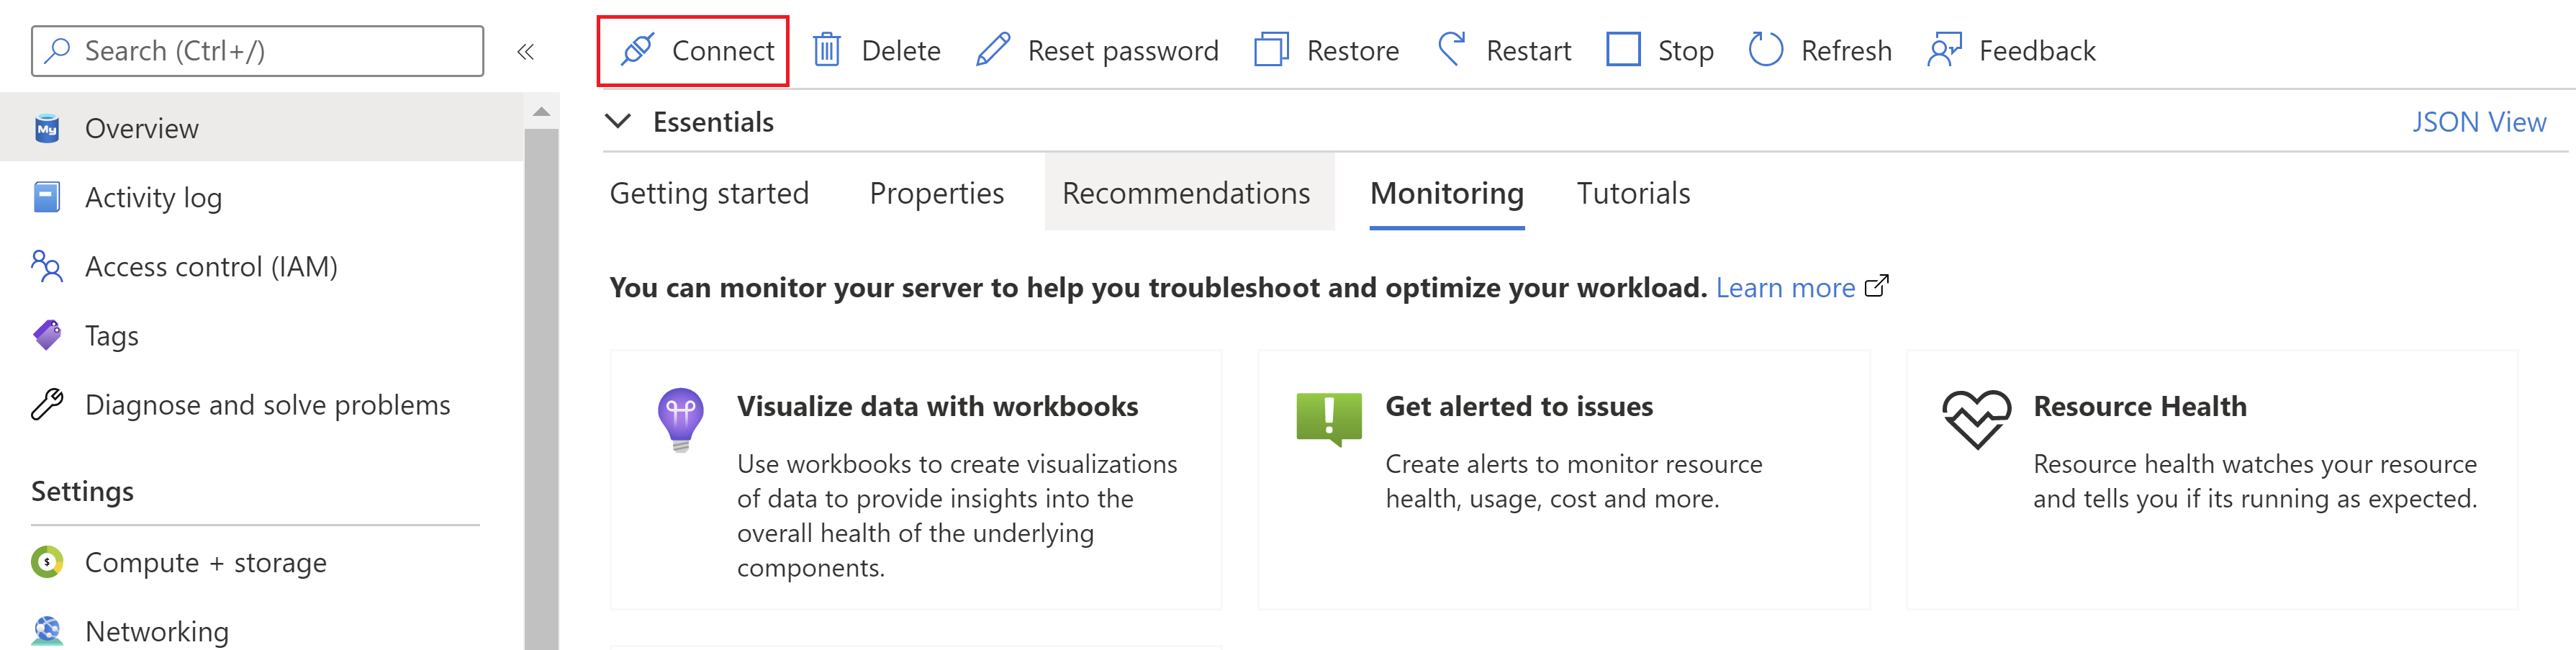 Search (Ctrl+/)
«
Overview
Activity log
Access control (IAM)
Tags
Diagnose and solve problems
Settings
Compute + storage
Networking
Connect
Delete
Reset password
Restore
Restart
Stop
Refresh
Feedback
Essentials
JSON View
Getting started
Properties
Recommendations
Monitoring
Tutorials
You can monitor your server to help you troubleshoot and optimize your workload. Learn more
Visualize data with workbooks
Use workbooks to create visualizations
of data to provide insights into the
overall health of the underlying
components.
Get alerted to issues
Create alerts to monitor resource
health, usage, cost and more.
Resource Health
Resource health watches your resource
and tells you if its running as expected.